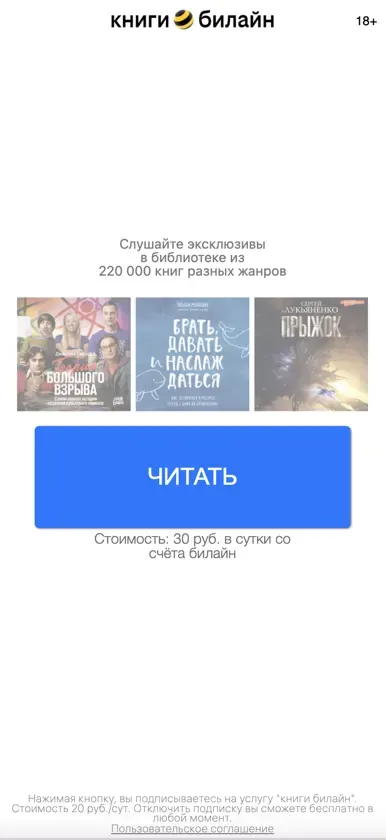 книги билайн
18+
Слушайте эксклюзивы
в библиотеке из
220 000 книг разных жанров
БОЛЬШОГО
ВЗРЫВА
БРАТЬ,
ДАВАТЬ
И НАСЛАЖ
ДАТЬСЯ
СЕРГЕЙ
ЛУКЬЯНЕНКО
ПРЫЖОК
ЧИТАТЬ
Стоимость: 30 руб. в сутки со
счёта билайн
Нажимая кнопку, вы подписываетесь на услугу "книги билайн".
Стоимость 20 руб./сут. Отключить подписку вы сможете бесплатно в
любой момент.
Пользовательское соглашение